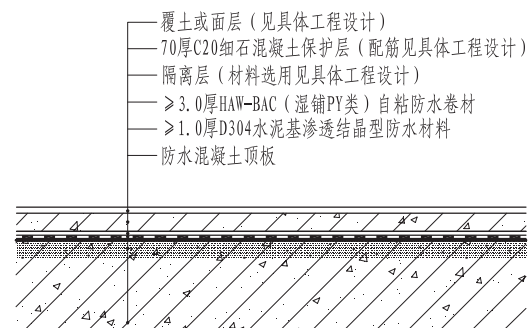 覆土或面层（见具体工程设计）
70厚C20细石混凝土保护层（配筋见具体工程设计）
隔离层（材料选用见具体工程设计）
≥3.0厚HAW-BAC（湿铺PY类）自粘防水卷材
≥1.0厚D304水泥基渗透结晶型防水材料
防水混凝土顶板